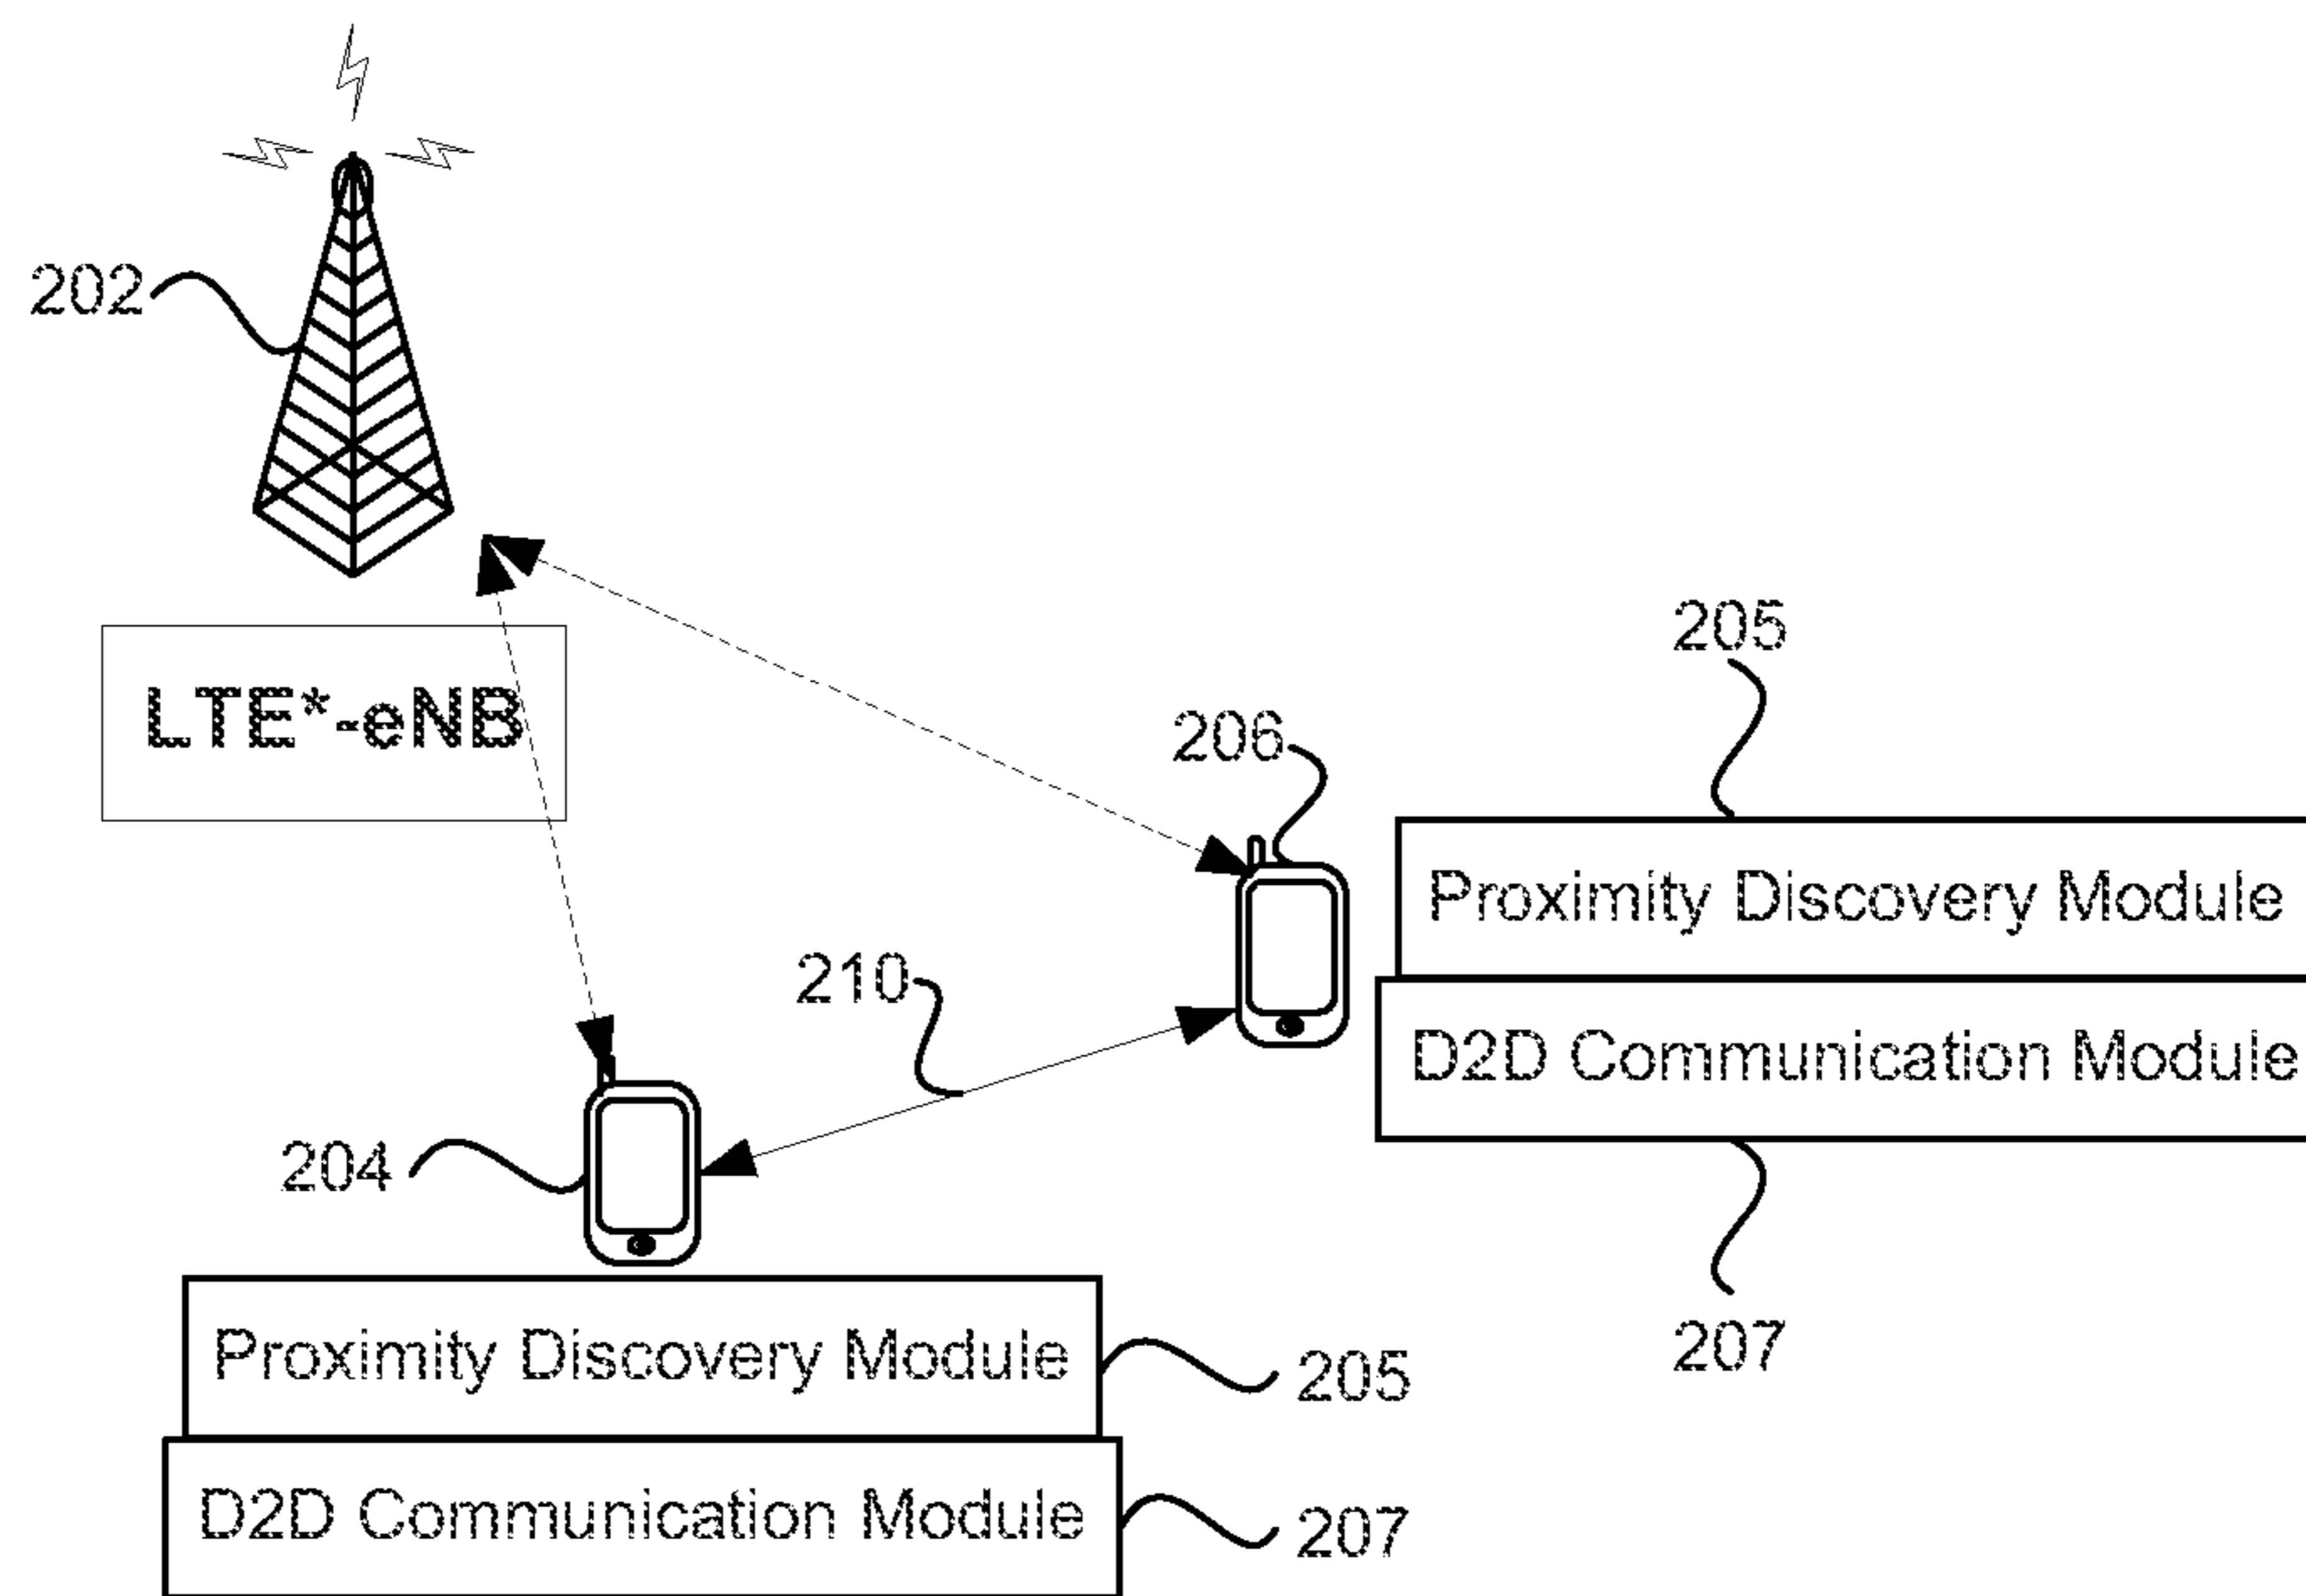 202
LTE*-eNB
205
206
Proximity Discovery Module
210
D2D Communication Module
204
207
Proximity Discovery Module
205
D2D Communication Module
207